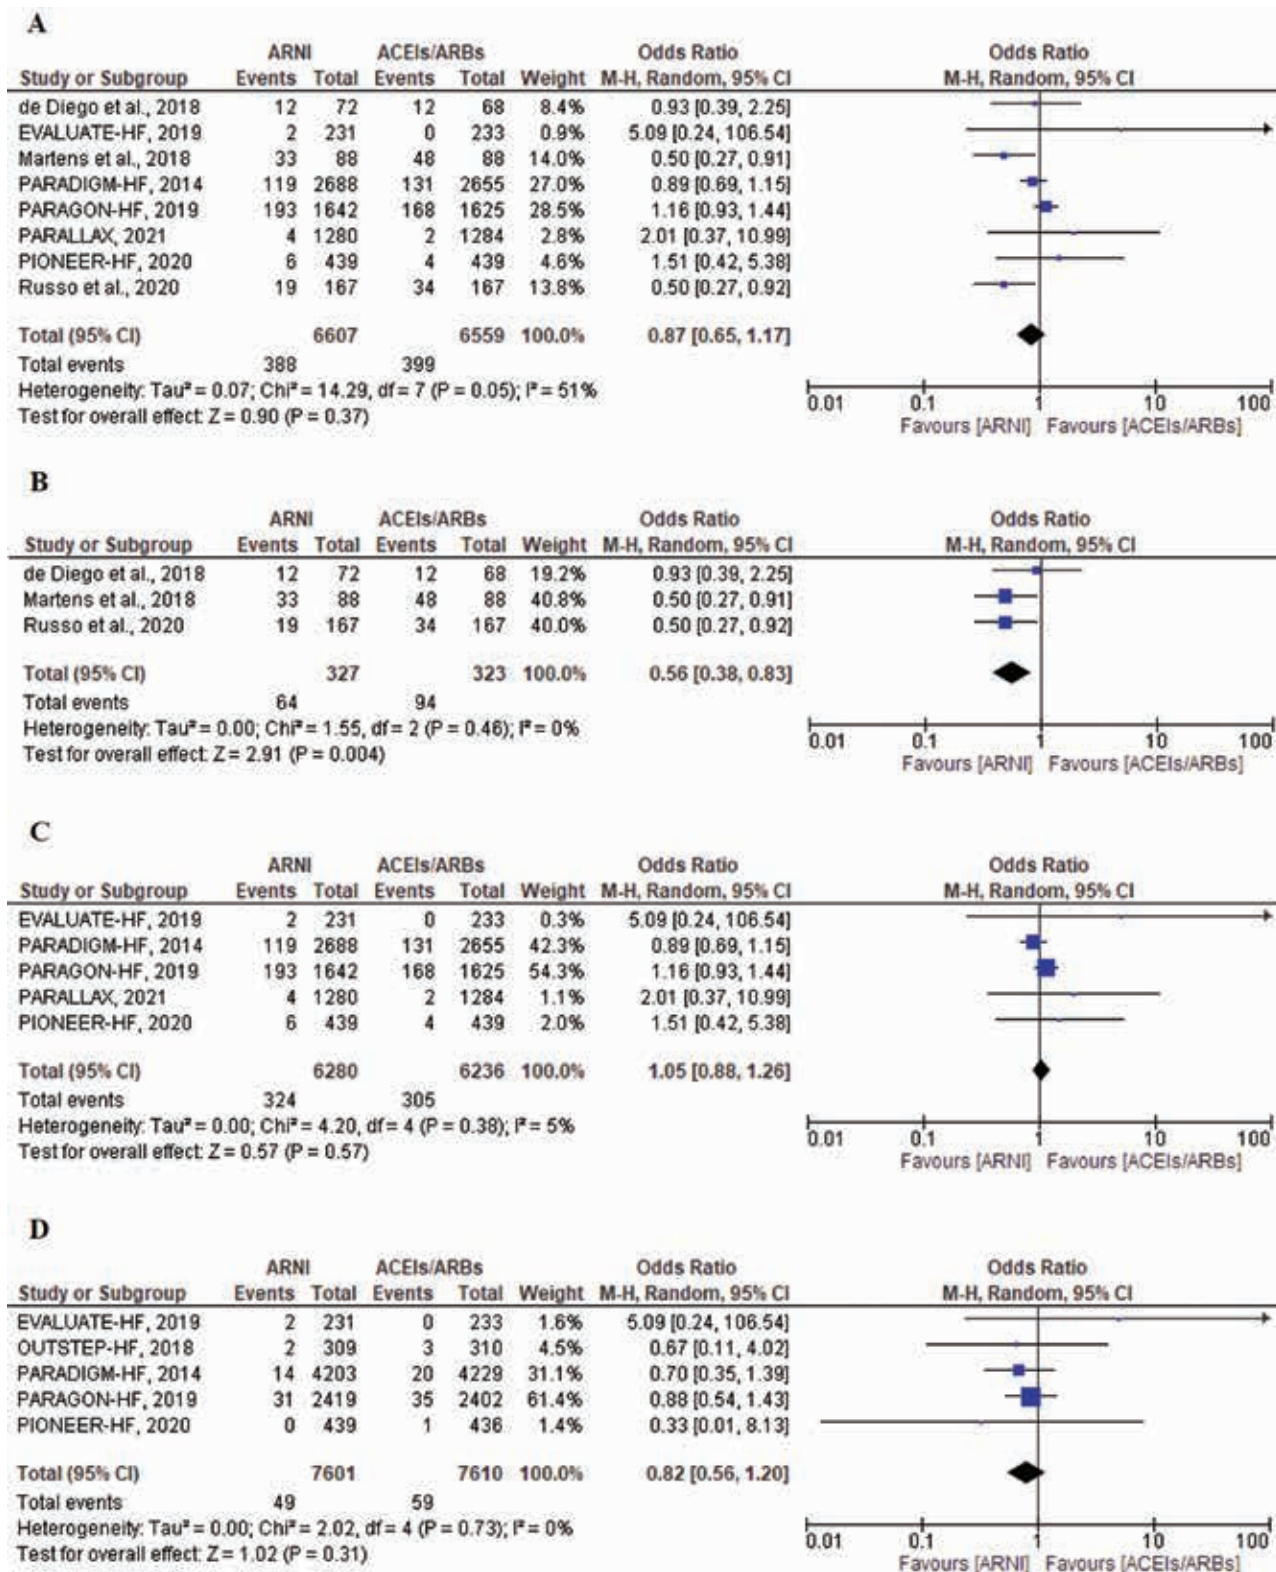 A
ARNI ACEIs/ARBs Odds Ratio Odds Ratio
Study or Subgroup Events Total Events Total Weight M-H, Random, 95% CI M-H, Random, 95% CI
de Diego et al., 2018 12 72 12 68 8.4% 0.93 [0.39, 2.25]
EVALUATE-HF, 2019 2 231 0 233 0.9% 5.09 [0.24, 106.54]
Martens et al., 2018 33 88 48 88 14.0% 0.50 [0.27, 0.91]
PARADIGM-HF, 2014 119 2688 131 2655 27.0% 0.89 [0.69, 1.15]
PARAGON-HF, 2019 193 1642 168 1625 28.5% 1.16 [0.93, 1.44]
PARALLAX, 2021 4 1280 2 1284 2.8% 2.01 [0.37, 10.99]
PIONEER-HF, 2020 6 439 4 439 4.6% 1.51 [0.42, 5.38]
Russo et al., 2020 19 167 34 167 13.8% 0.50 [0.27, 0.92]
Total (95% CI) 6607 6559 100.0% 0.87 [0.65, 1.17]
Total events 388 399
Heterogeneity: Tau² = 0.07; Chi² = 14.29, df = 7 (P = 0.05); I² = 51%
Test for overall effect: Z = 0.90 (P = 0.37)
0.01 0.1 1 10 100
Favours [ARNI] Favours [ACEIs/ARBs]
B
ARNI ACEIs/ARBs Odds Ratio Odds Ratio
Study or Subgroup Events Total Events Total Weight M-H, Random, 95% CI M-H, Random, 95% CI
de Diego et al., 2018 12 72 12 68 19.2% 0.93 [0.39, 2.25]
Martens et al., 2018 33 88 48 88 40.8% 0.50 [0.27, 0.91]
Russo et al., 2020 19 167 34 167 40.0% 0.50 [0.27, 0.92]
Total (95% CI) 327 323 100.0% 0.56 [0.38, 0.83]
Total events 64 94
Heterogeneity: Tau² = 0.00; Chi² = 1.55, df = 2 (P = 0.46); I² = 0%
Test for overall effect: Z = 2.91 (P = 0.004)
0.01 0.1 1 10 100
Favours [ARNI] Favours [ACEIs/ARBs]
C
ARNI ACEIs/ARBs Odds Ratio Odds Ratio
Study or Subgroup Events Total Events Total Weight M-H, Random, 95% CI M-H, Random, 95% CI
EVALUATE-HF, 2019 2 231 0 233 0.3% 5.09 [0.24, 106.54]
PARADIGM-HF, 2014 119 2688 131 2655 42.3% 0.89 [0.69, 1.15]
PARAGON-HF, 2019 193 1642 168 1625 54.3% 1.16 [0.93, 1.44]
PARALLAX, 2021 4 1280 2 1284 1.1% 2.01 [0.37, 10.99]
PIONEER-HF, 2020 6 439 4 439 2.0% 1.51 [0.42, 5.38]
Total (95% CI) 6280 6236 100.0% 1.05 [0.88, 1.26]
Total events 324 305
Heterogeneity: Tau² = 0.00; Chi² = 4.20, df = 4 (P = 0.38); I² = 5%
Test for overall effect: Z = 0.57 (P = 0.57)
0.01 0.1 1 10 100
Favours [ARNI] Favours [ACEIs/ARBs]
D
ARNI ACEIs/ARBs Odds Ratio Odds Ratio
Study or Subgroup Events Total Events Total Weight M-H, Random, 95% CI M-H, Random, 95% CI
EVALUATE-HF, 2019 2 231 0 233 1.6% 5.09 [0.24, 106.54]
OUTSTEP-HF, 2018 2 309 3 310 4.5% 0.67 [0.11, 4.02]
PARADIGM-HF, 2014 14 4203 20 4229 31.1% 0.70 [0.35, 1.39]
PARAGON-HF, 2019 31 2419 35 2402 61.4% 0.88 [0.54, 1.43]
PIONEER-HF, 2020 0 439 1 436 1.4% 0.33 [0.01, 8.13]
Total (95% CI) 7601 7610 100.0% 0.82 [0.56, 1.20]
Total events 49 59
Heterogeneity: Tau² = 0.00; Chi² = 2.02, df = 4 (P = 0.73); I² = 0%
Test for overall effect: Z = 1.02 (P = 0.31)
0.01 0.1 1 10 100
Favours [ARNI] Favours [ACEIs/ARBs]